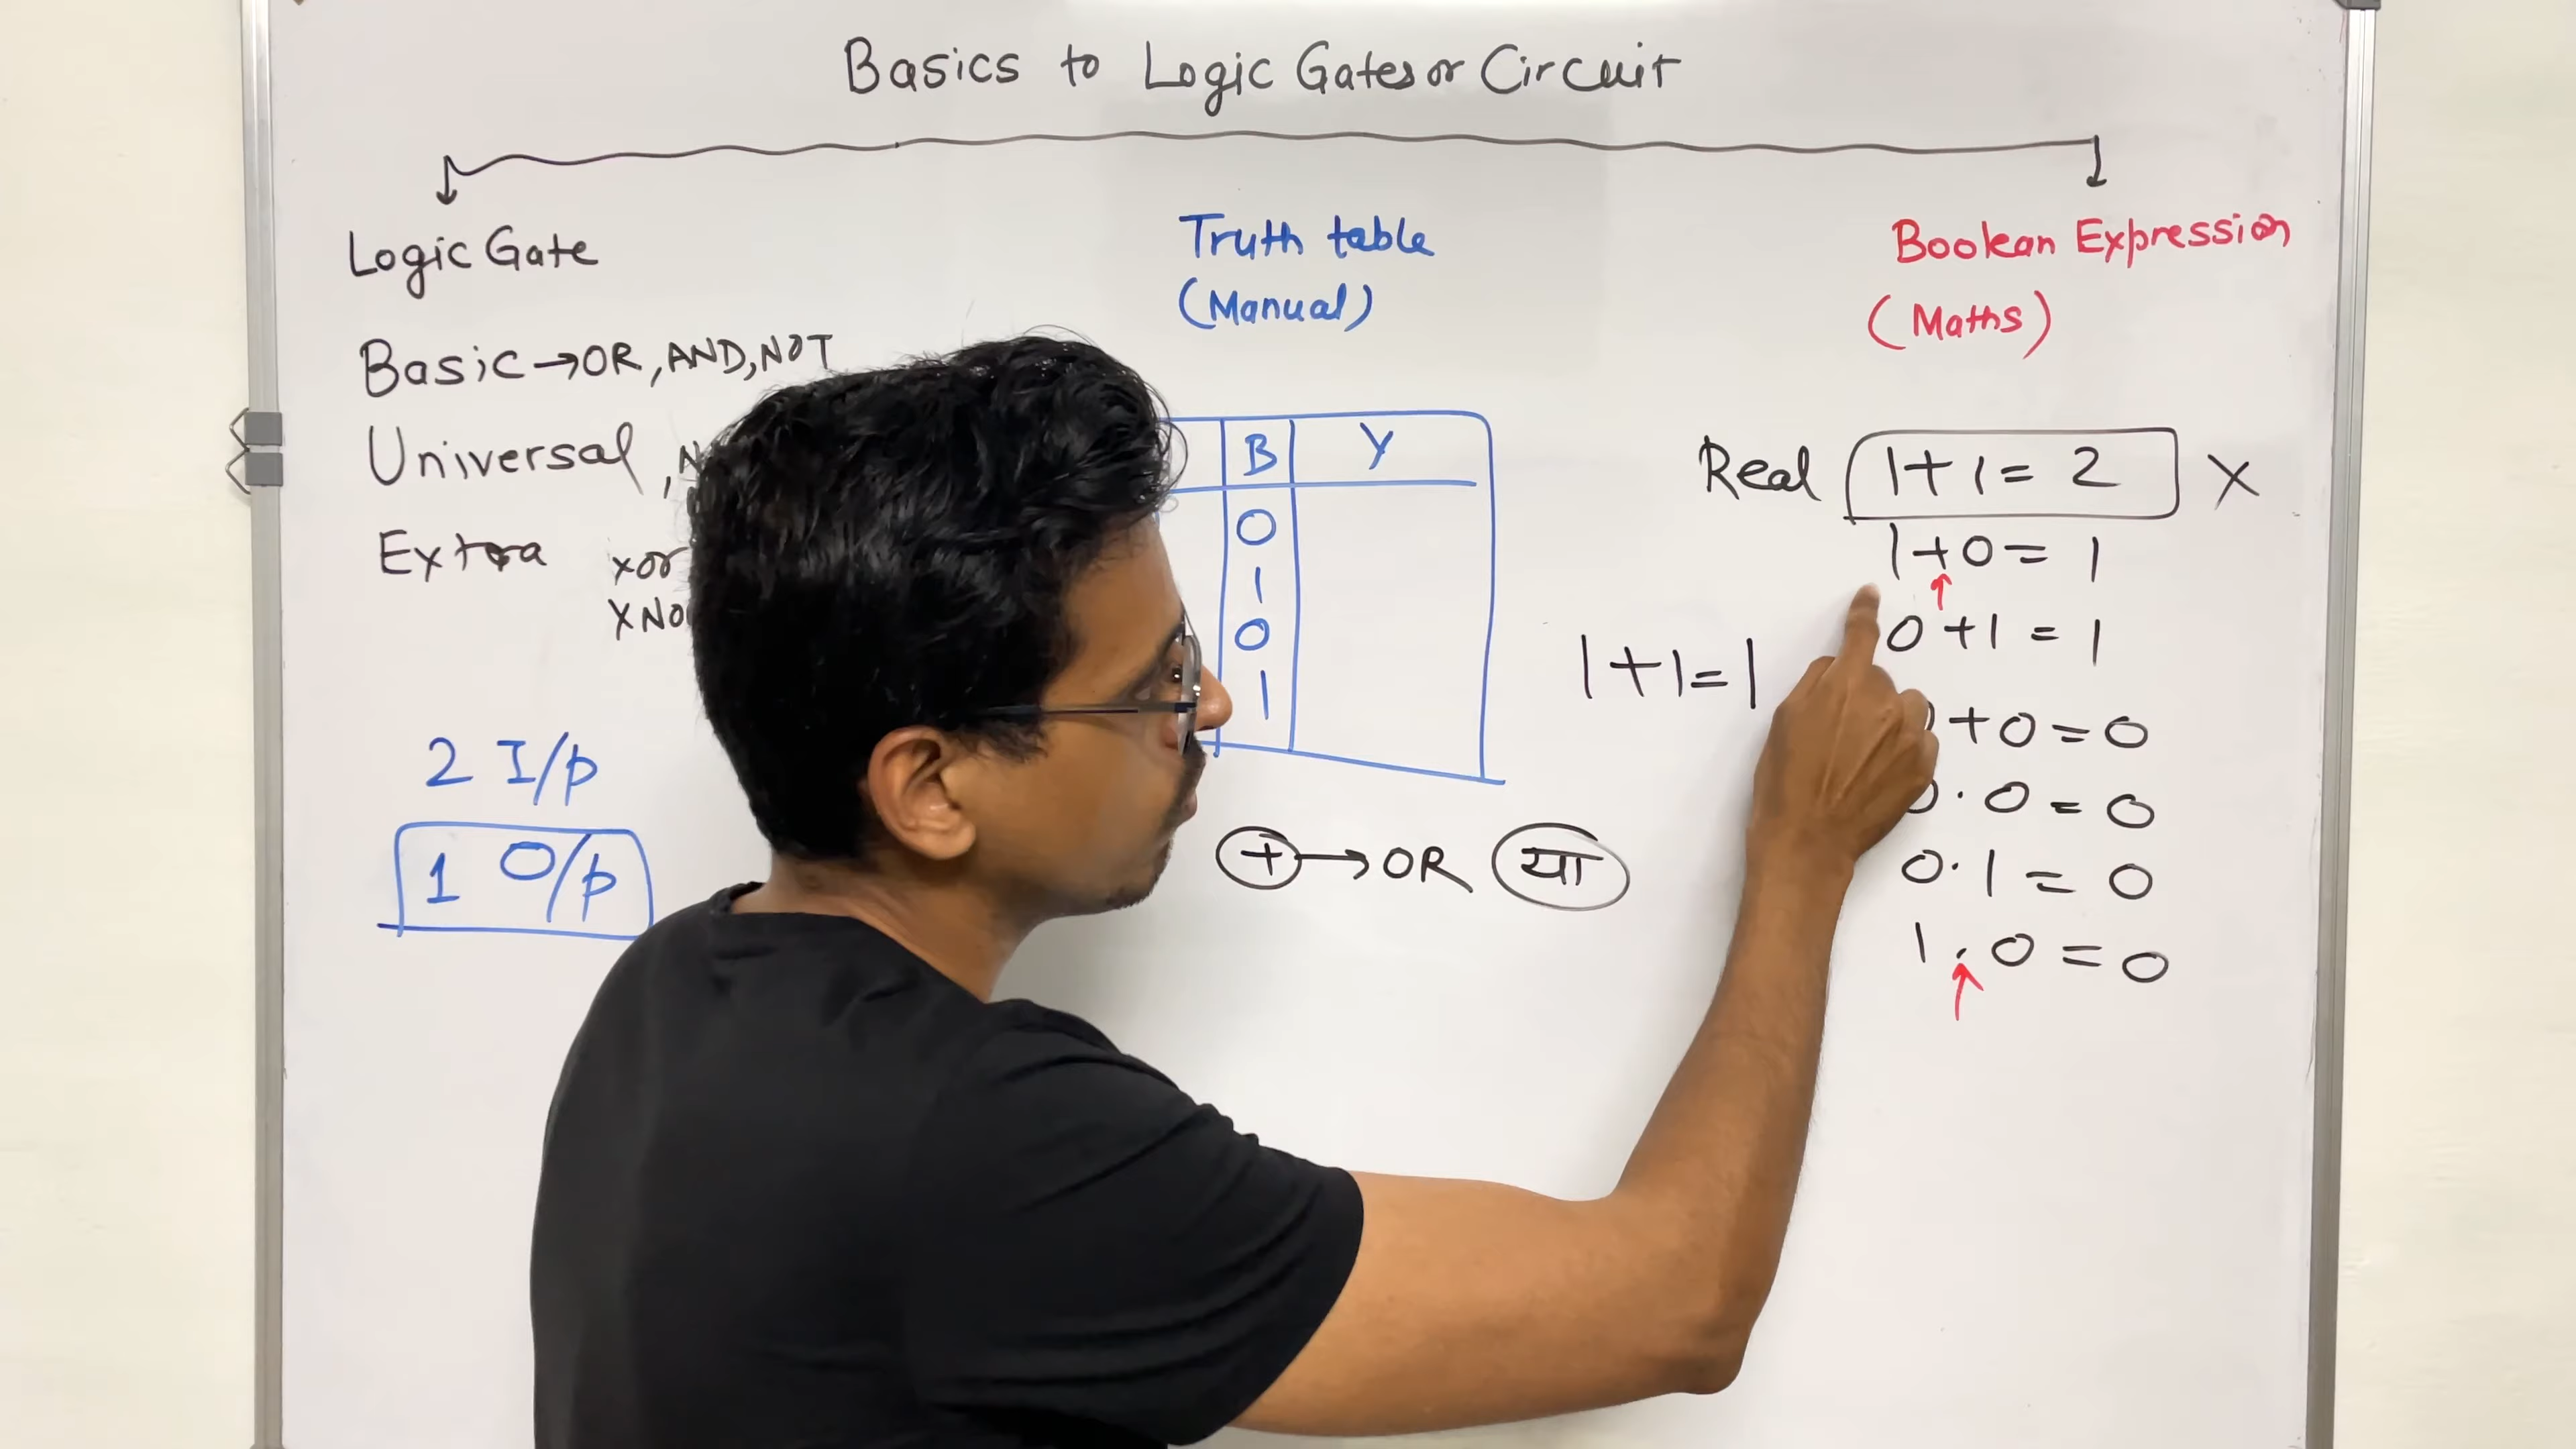 Basics to Logic Gates or Circuit
Logic Gate
Basic → OR, AND, NOT
Universal,
Extra xor
XNo
2 I/p
1 O/p
Truth table
(Manual)
B Y
0
1
0
1
+ → OR या
Boolean Expression
(Maths)
Real 1+1= 2 X
1+0= 1
0+1 = 1
1+1=1
+0=0
. 0 = 0
0.1 = 0
1.0=0